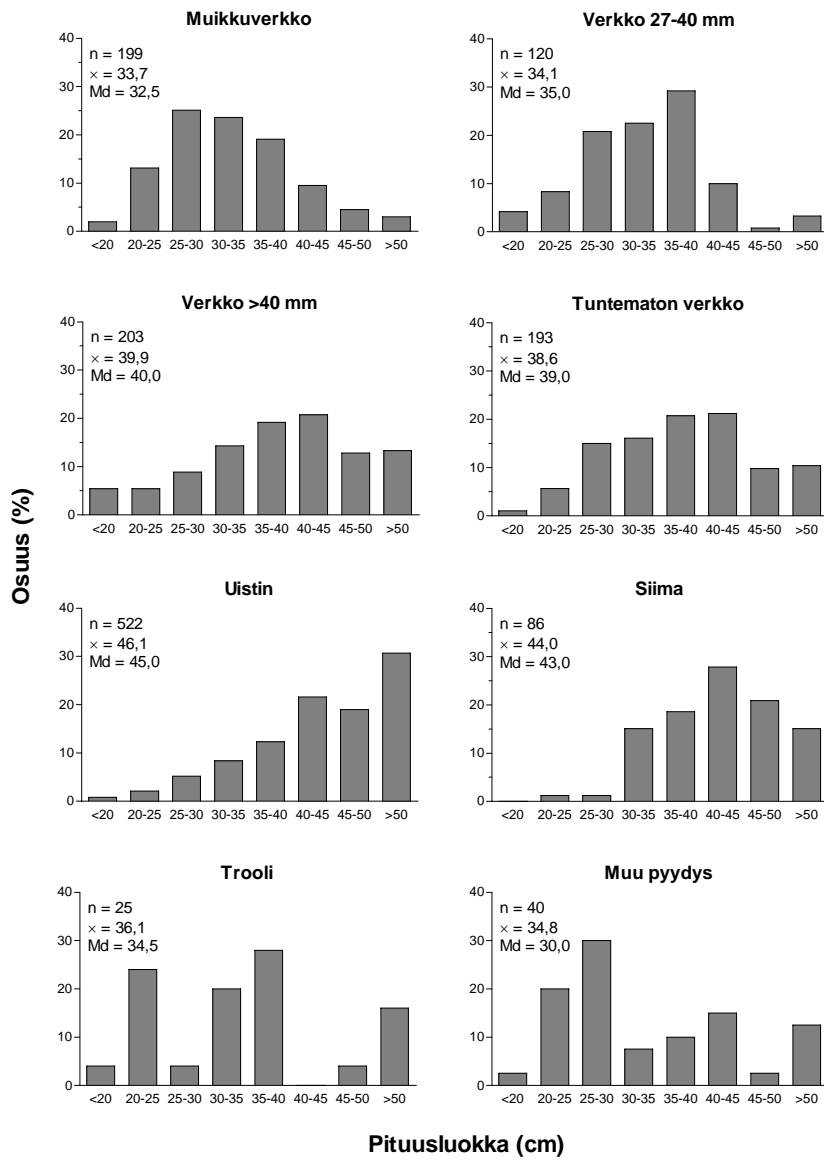 Muikkuverkko
n = 199
× = 33,7
Md = 32,5
40
30
20
10
0
<20 20-25 25-30 30-35 35-40 40-45 45-50 >50
Verkko 27-40 mm
n = 120
× = 34,1
Md = 35,0
40
30
20
10
0
<20 20-25 25-30 30-35 35-40 40-45 45-50 >50
Verkko >40 mm
n = 203
× = 39,9
Md = 40,0
40
30
20
10
0
<20 20-25 25-30 30-35 35-40 40-45 45-50 >50
Tuntematon verkko
n = 193
× = 38,6
Md = 39,0
40
30
20
10
0
<20 20-25 25-30 30-35 35-40 40-45 45-50 >50
Osuus (%)
Uistin
n = 522
× = 46,1
Md = 45,0
40
30
20
10
0
<20 20-25 25-30 30-35 35-40 40-45 45-50 >50
Siima
n = 86
× = 44,0
Md = 43,0
40
30
20
10
0
<20 20-25 25-30 30-35 35-40 40-45 45-50 >50
Trooli
n = 25
× = 36,1
Md = 34,5
40
30
20
10
0
<20 20-25 25-30 30-35 35-40 40-45 45-50 >50
Muu pyydys
n = 40
× = 34,8
Md = 30,0
40
30
20
10
0
<20 20-25 25-30 30-35 35-40 40-45 45-50 >50
Pituusluokka (cm)